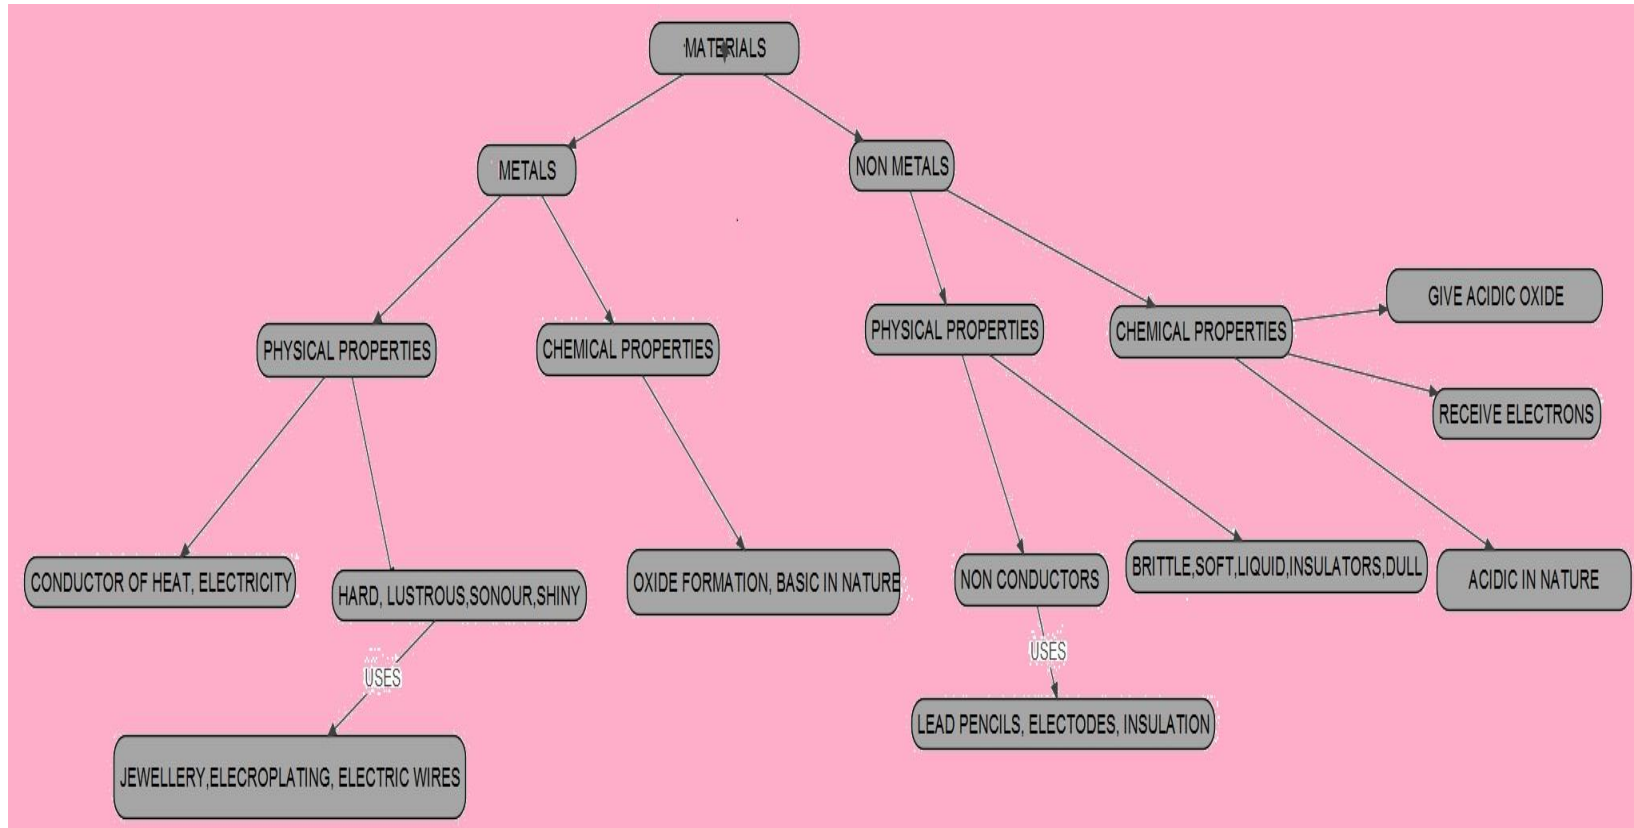 MATERIALS
METALS
NON METALS
PHYSICAL PROPERTIES
CHEMICAL PROPERTIES
PHYSICAL PROPERTIES
CHEMICAL PROPERTIES
GIVE ACIDIC OXIDE
RECEIVE ELECTRONS
CONDUCTOR OF HEAT, ELECTRICITY
HARD, LUSTROUS,SONOUR,SHINY
OXIDE FORMATION, BASIC IN NATURE
NON CONDUCTORS
BRITTLE,SOFT,LIQUID,INSULATORS,DULL
ACIDIC IN NATURE
USES
USES
JEWELLERY,ELECROPLATING, ELECTRIC WIRES
LEAD PENCILS, ELECTODES, INSULATION